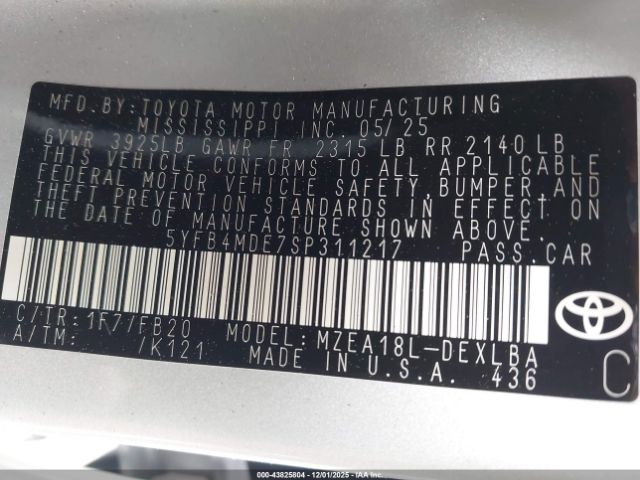 MFD.BY:TOYOTA MOTOR MANUFACTURING
MISSISSIPPI INC. 05/25
GVWR 3925LB GAWR FR 2315 LB RR 2140 LB
THIS VEHICLE CONFORMS TO ALL APPLICABLE
FEDERAL MOTOR VEHICLE SAFETY, BUMPER, AND
THEFT PREVENTION STANDARDS IN EFFECT ON
THE DATE OF MANUFACTURE SHOWN ABOVE.
5YFB4MDE7SP311217 PASS.CAR
C/TR: 1F7/FB20 MODEL: MZEA18L-DEXLBA
A/TM: /K121 MADE IN U.S.A. 436
C
000-43825804 - 12/01/2025 - IAAI.CA